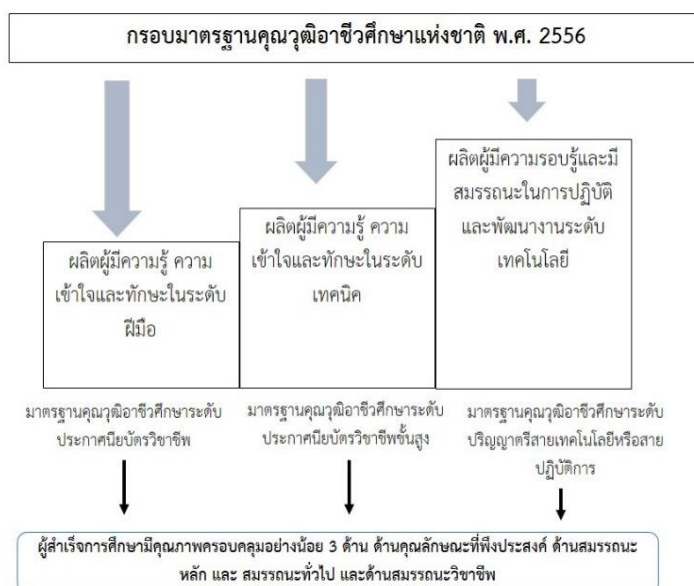 กรอบมาตรฐานคุณวุฒิอาชีวศึกษาแห่งชาติ พ.ศ. 2556
ผลิตผู้มีความรู้ ความ
เข้าใจและทักษะในระดับ
ฝีมือ
ผลิตผู้มีความรู้ ความ
เข้าใจและทักษะในระดับ
เทคนิค
ผลิตผู้มีความรอบรู้และมี
สมรรถนะในการปฏิบัติ
และพัฒนางานระดับ
เทคโนโลยี
มาตรฐานคุณวุฒิอาชีวศึกษาระดับ
ประกาศนียบัตรวิชาชีพ
มาตรฐานคุณวุฒิอาชีวศึกษาระดับ
ประกาศนียบัตรวิชาชีพชั้นสูง
มาตรฐานคุณวุฒิอาชีวศึกษาระดับ
ปริญญาตรีสายเทคโนโลยีหรือสาย
ปฏิบัติการ
ผู้สำเร็จการศึกษามีคุณภาพครอบคลุมอย่างน้อย 3 ด้าน ด้านคุณลักษณะที่พึงประสงค์ ด้านสมรรถนะ
หลัก และ สมรรถนะทั่วไป และด้านสมรรถนะวิชาชีพ